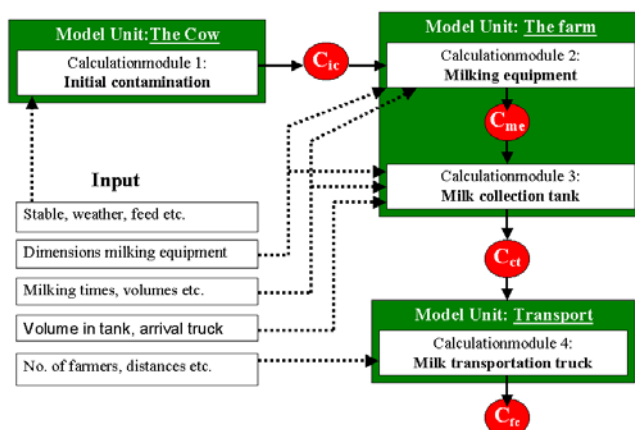 Model Unit:The Cow
Calculationmodule 1:
Initial contamination
Cic
Model Unit: The farm
Calculationmodule 2:
Milking equipment
Cme
Calculationmodule 3:
Milk collection tank
Cct
Model Unit: Transport
Calculationmodule 4:
Milk transportation truck
Cfc
Input
Stable, weather, feed etc.
Dimensions milking equipment
Milking times, volumes etc.
Volume in tank, arrival truck
No. of farmers, distances etc.